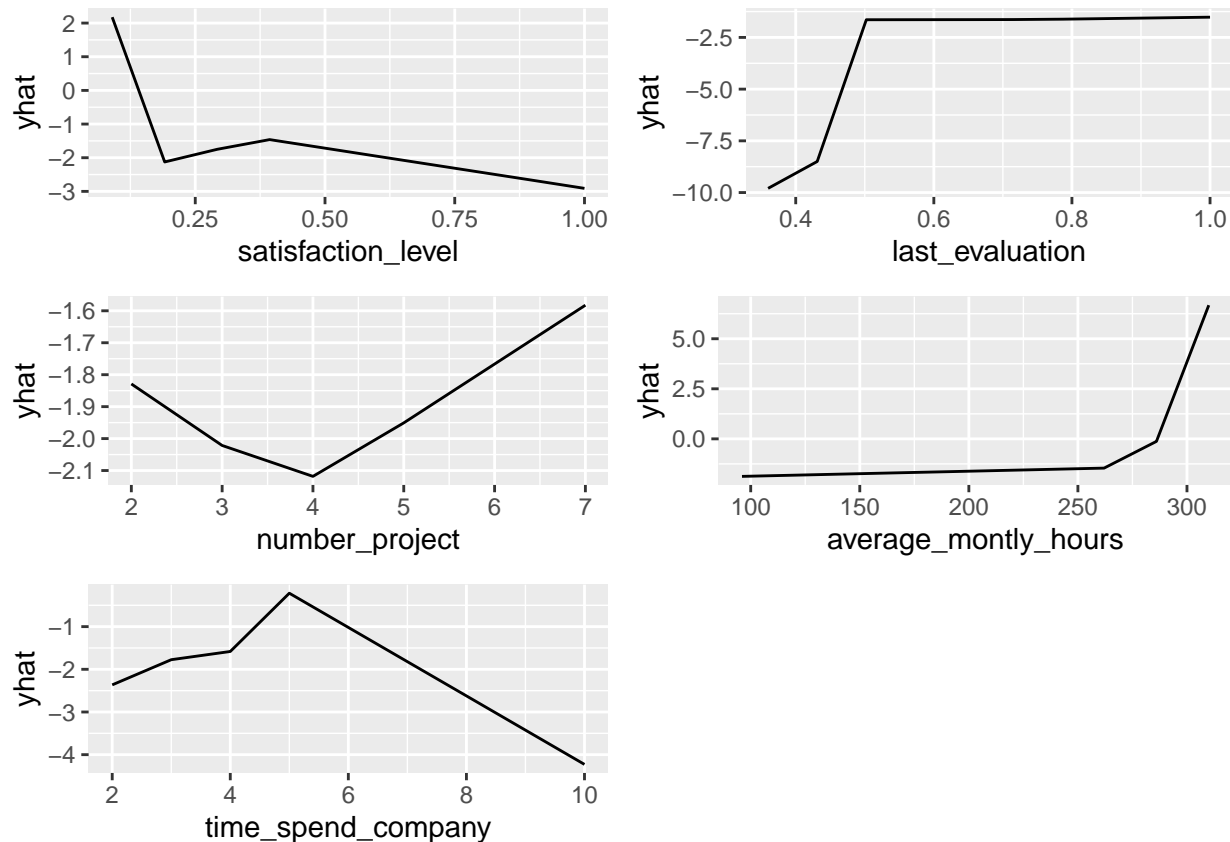 yhat
2
1
0
−1
−2
−3
0.25 0.50 0.75 1.00
satisfaction_level
yhat
−2.5
−5.0
−7.5
−10.0
0.4 0.6 0.8 1.0
last_evaluation
yhat
−1.6
−1.7
−1.8
−1.9
−2.0
−2.1
2 3 4 5 6 7
number_project
yhat
5.0
2.5
0.0
100 150 200 250 300
average_montly_hours
yhat
−1
−2
−3
−4
2 4 6 8 10
time_spend_company